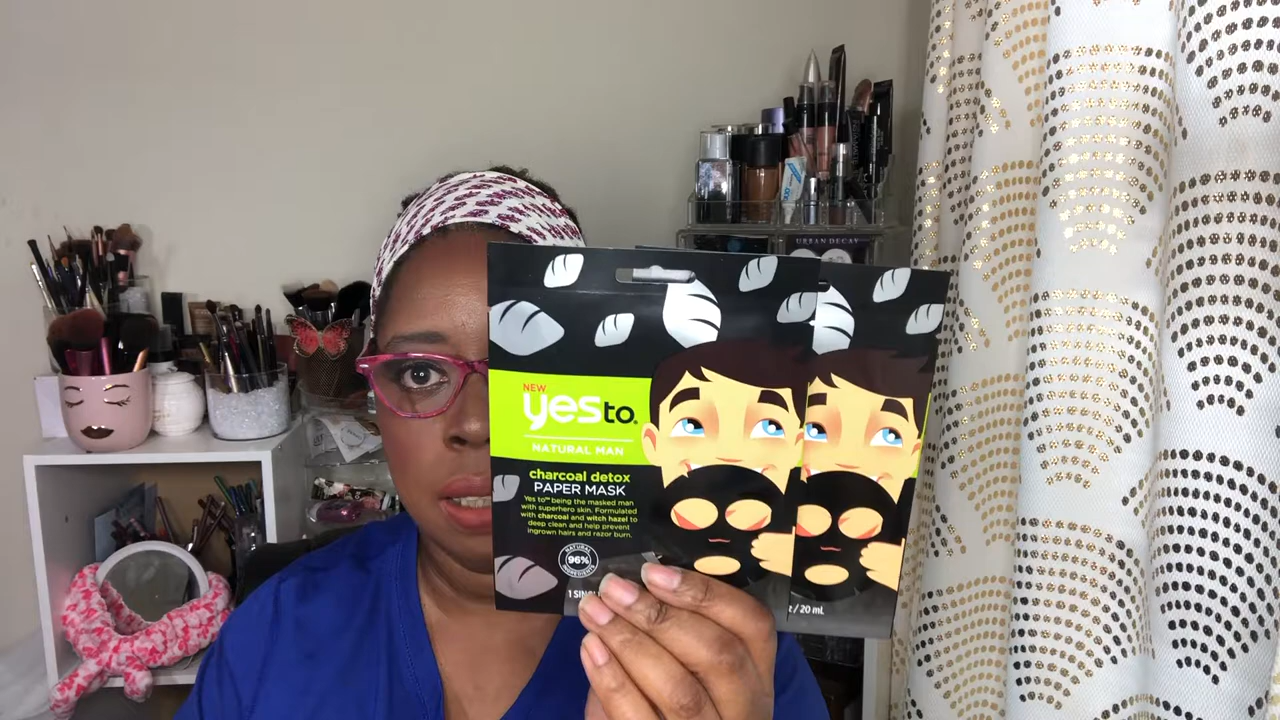 URBAN DECAY
NEW
yes to®
NATURAL MAN
charcoal detox
PAPER MASK
Yes to™ being the masked man
with superhero skin. Formulated
with charcoal and witch hazel to
deep clean and help prevent
ingrown hairs and razor burn.
NATURAL
96%
INGREDIENTS
/ 20 mL